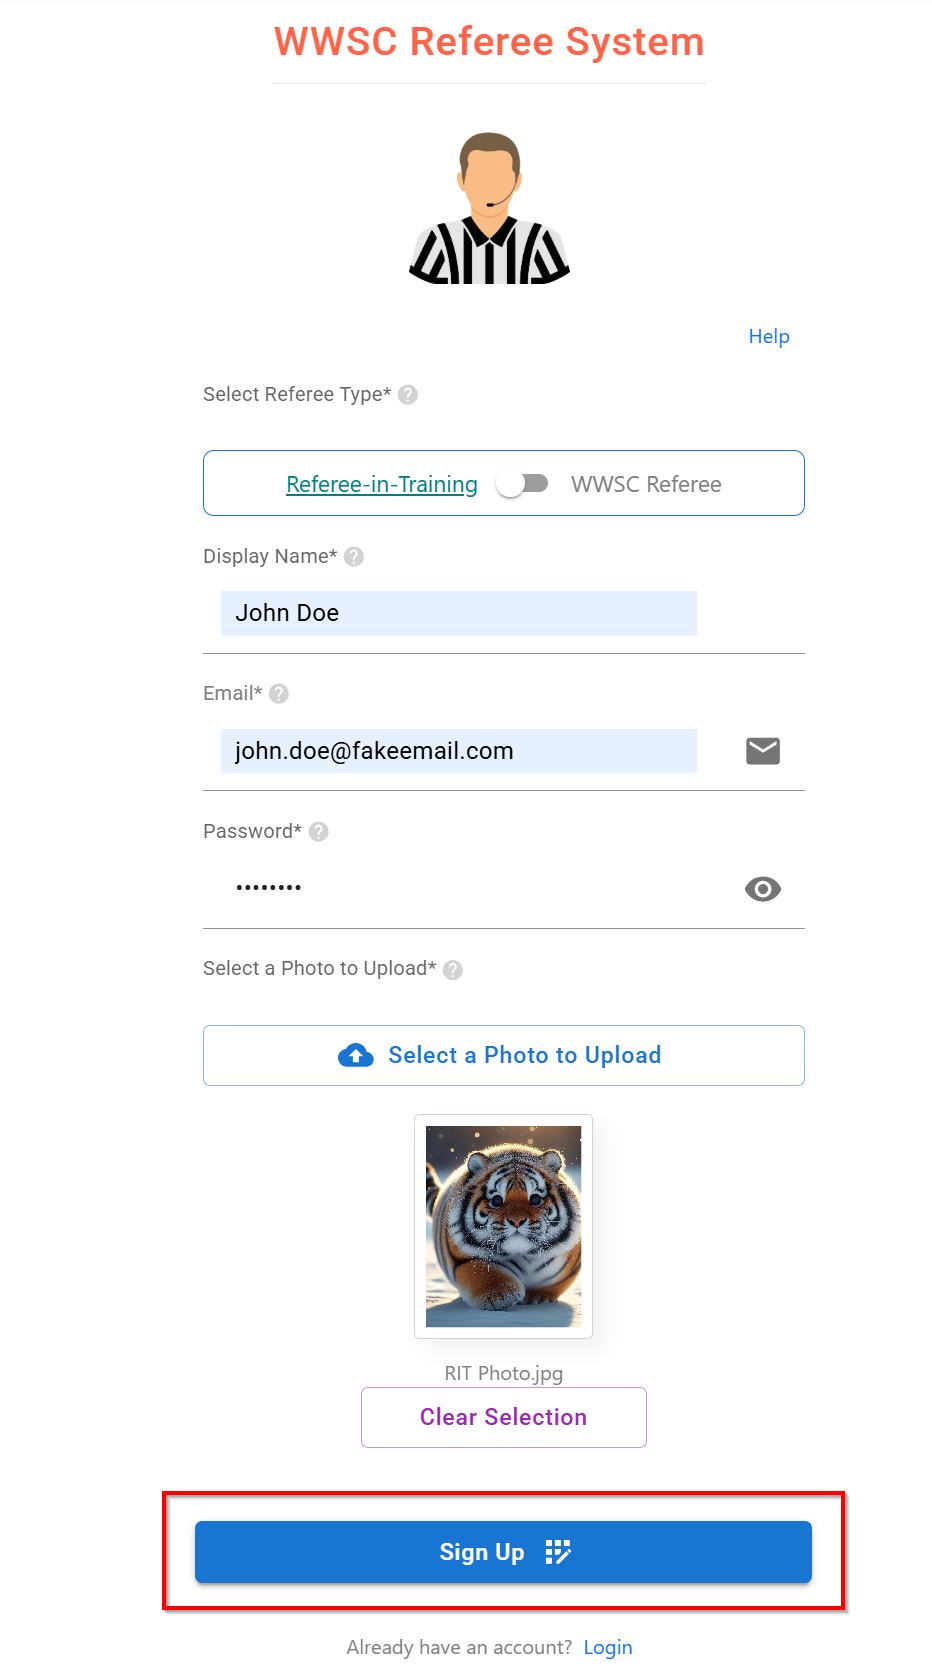 WWSC Referee System
Help
Select Referee Type* ?
Referee-in-Training WWSC Referee
Display Name* ?
John Doe
Email* ?
john.doe@fakeemail.com
Password* ?
••••••••
Select a Photo to Upload* ?
Select a Photo to Upload
RIT Photo.jpg
Clear Selection
Sign Up
Already have an account? Login